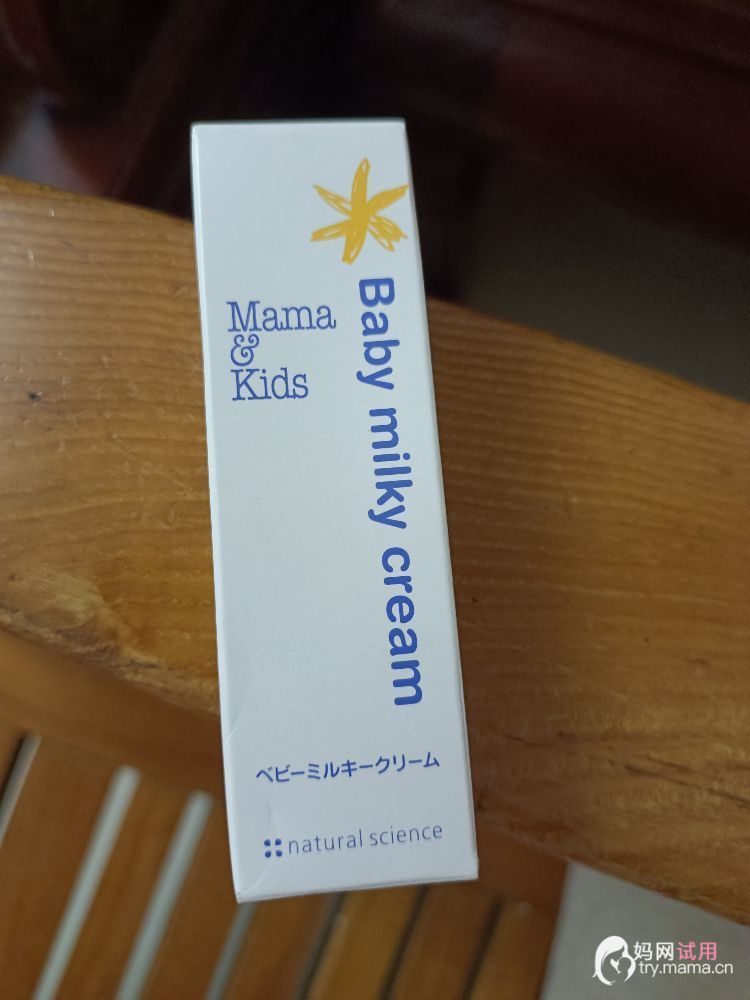 Mama
&
Kids
Baby milky cream
ベビーミルキークリーム
natural science
妈网试用
try.mama.cn